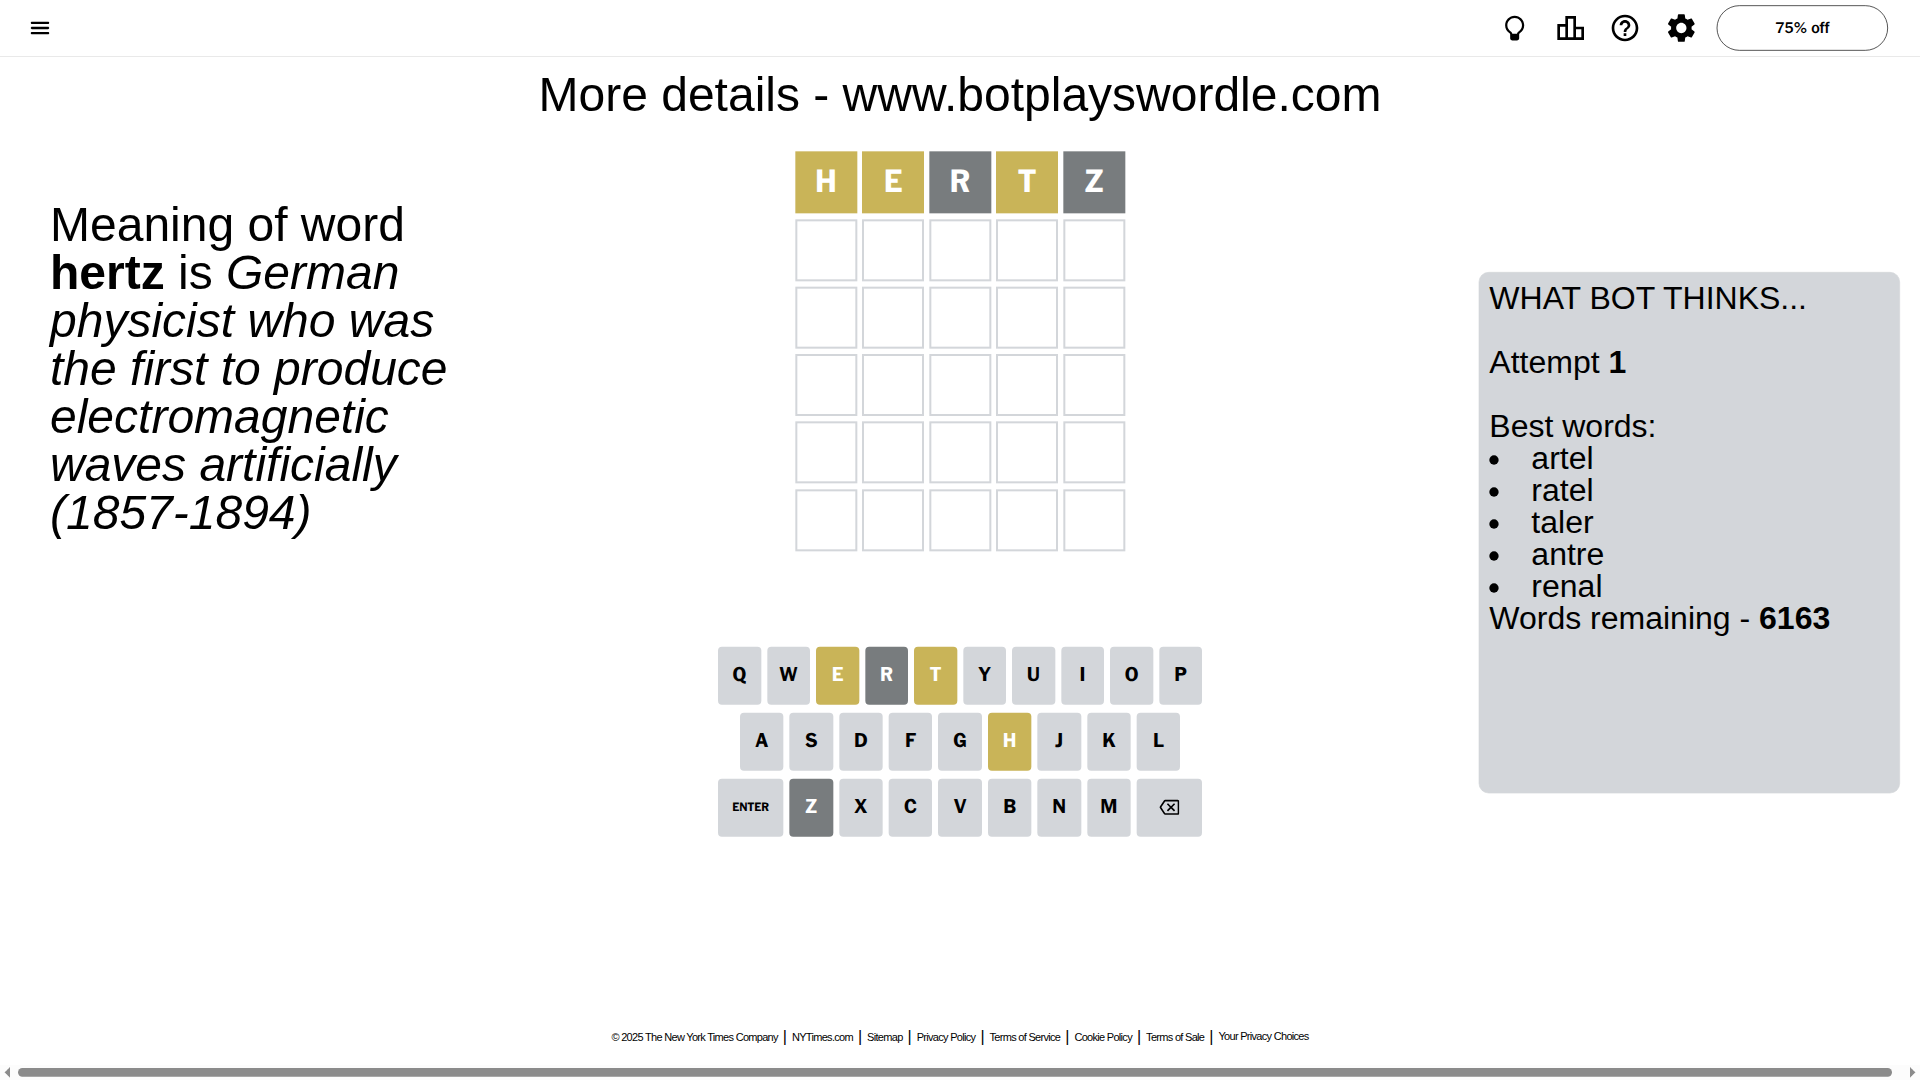 75% off
More details - www.botplayswordle.com
Meaning of word
hertz is German
physicist who was
the first to produce
electromagnetic
waves artificially
(1857-1894)
H E R T Z
WHAT BOT THINKS...
Attempt 1
Best words:
artel
ratel
taler
antre
renal
Words remaining - 6163
Q W E R T Y U I O P
A S D F G H J K L
ENTER Z X C V B N M
© 2025 The New York Times Company | NYTimes.com | Sitemap | Privacy Policy | Terms of Service | Cookie Policy | Terms of Sale | Your Privacy Choices